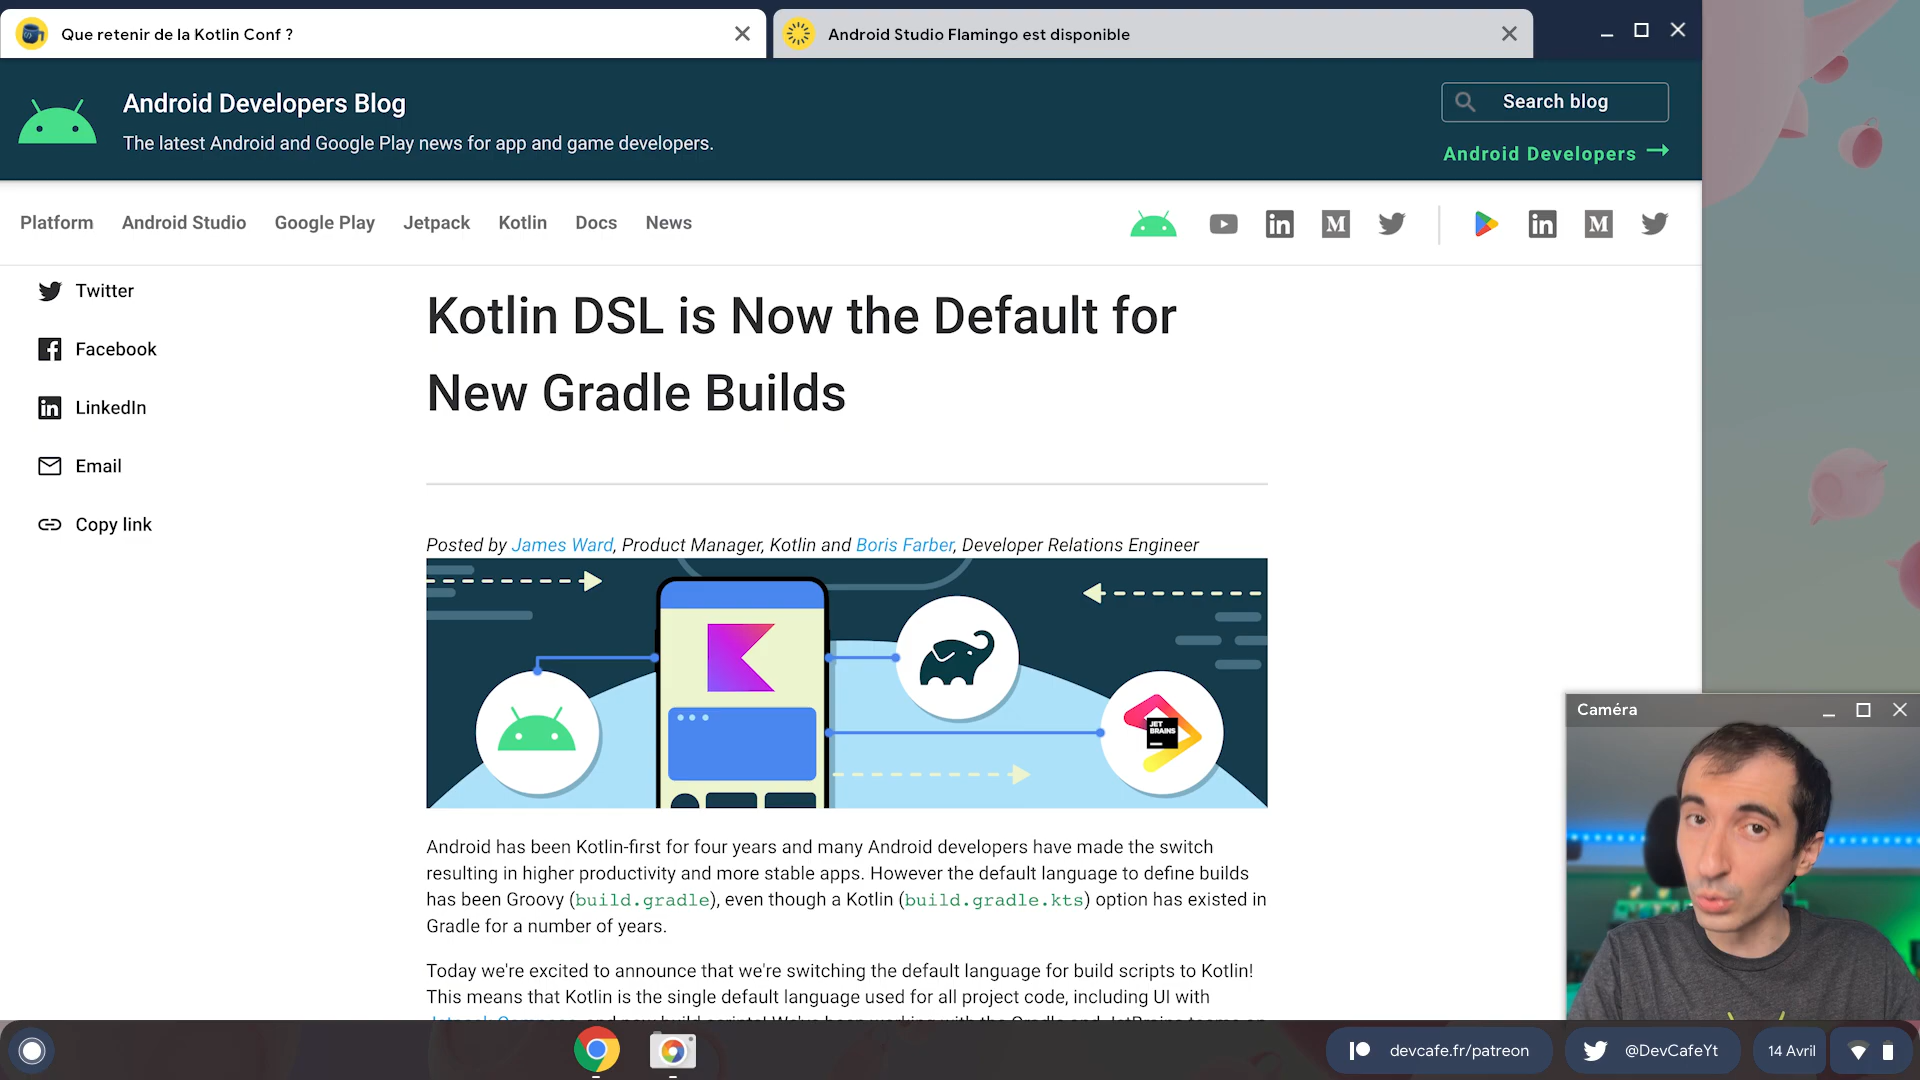 Que retenir de la Kotlin Conf ?
Android Studio Flamingo est disponible
Android Developers Blog
The latest Android and Google Play news for app and game developers.
Search blog
Android Developers
Platform
Android Studio
Google Play
Jetpack
Kotlin
Docs
News
Twitter
Facebook
LinkedIn
Email
Copy link
Kotlin DSL is Now the Default for
New Gradle Builds
Posted by James Ward, Product Manager, Kotlin and Boris Farber, Developer Relations Engineer
JET
BRAINS
Android has been Kotlin-first for four years and many Android developers have made the switch
resulting in higher productivity and more stable apps. However the default language to define builds
has been Groovy (build.gradle), even though a Kotlin (build.gradle.kts) option has existed in
Gradle for a number of years.
Today we're excited to announce that we're switching the default language for build scripts to Kotlin!
This means that Kotlin is the single default language used for all project code, including UI with
Caméra
devcafe.fr/patreon
@DevCafeYt
14 Avril